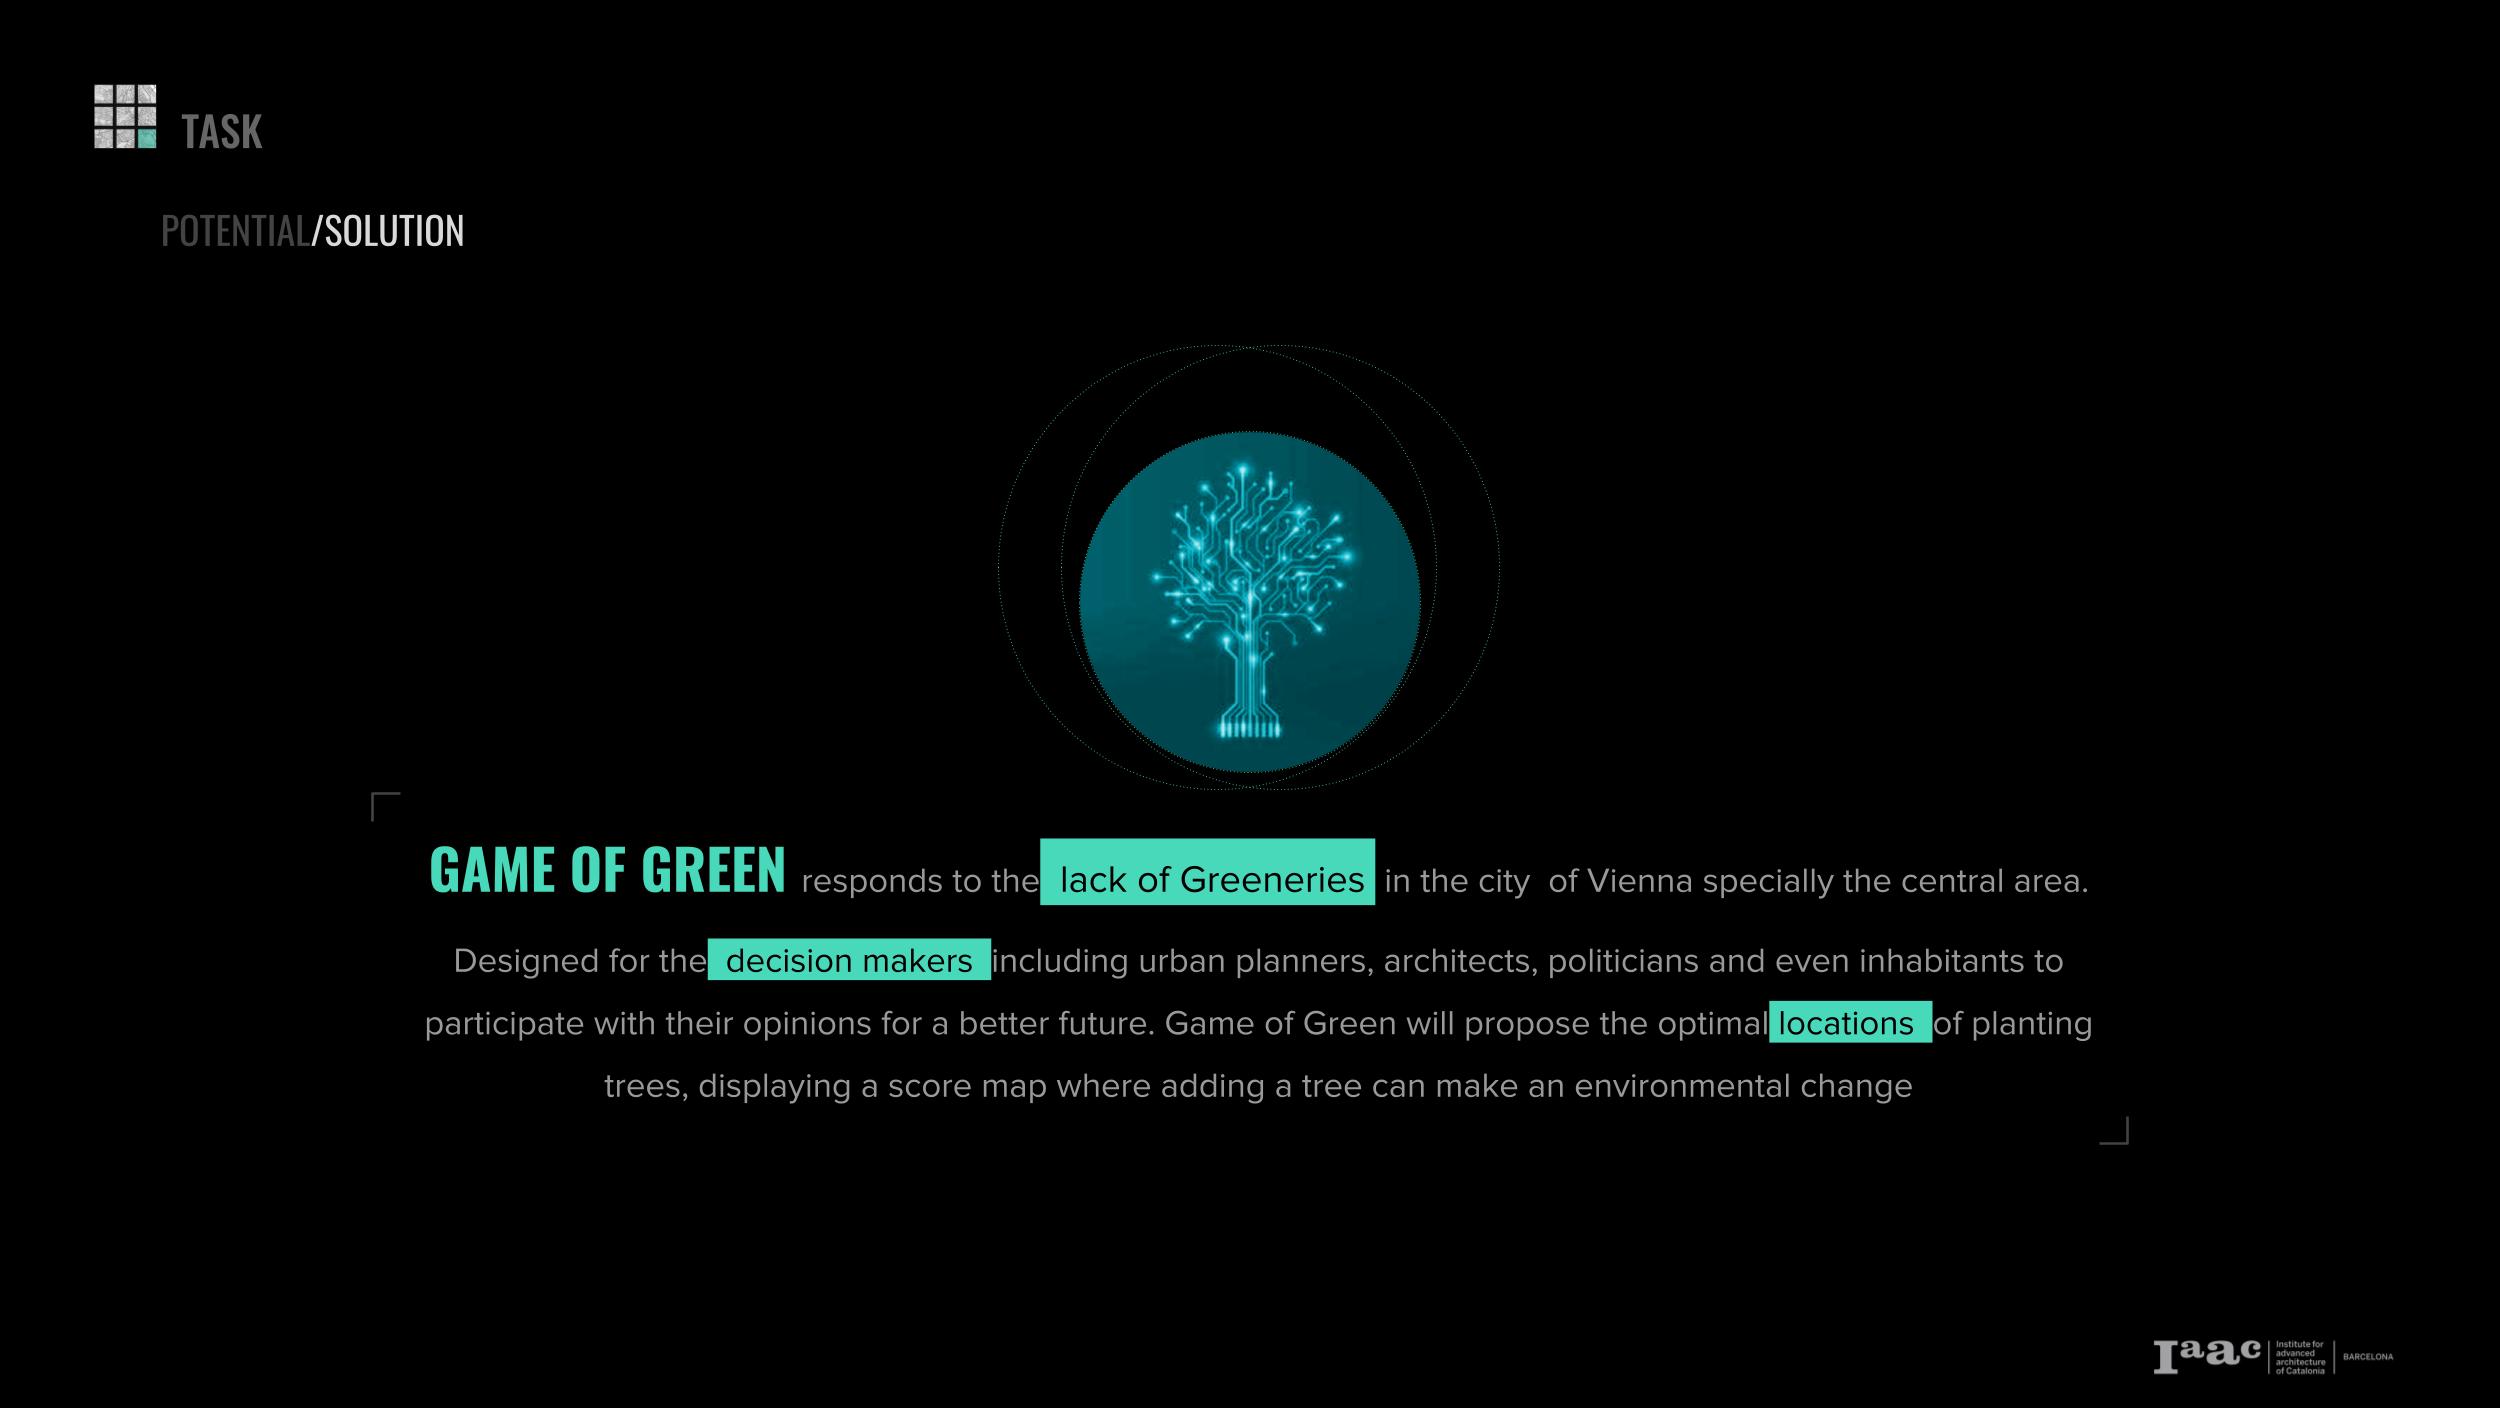 TASK
POTENTIAL/SOLUTION
GAME OF GREEN responds to the lack of Greeneries in the city of Vienna specially the central area.
Designed for the decision makers including urban planners, architects, politicians and even inhabitants to
participate with their opinions for a better future. Game of Green will propose the optimal locations of planting
trees, displaying a score map where adding a tree can make an environmental change
Iaac
Institute for
advanced
architecture
of Catalonia
BARCELONA